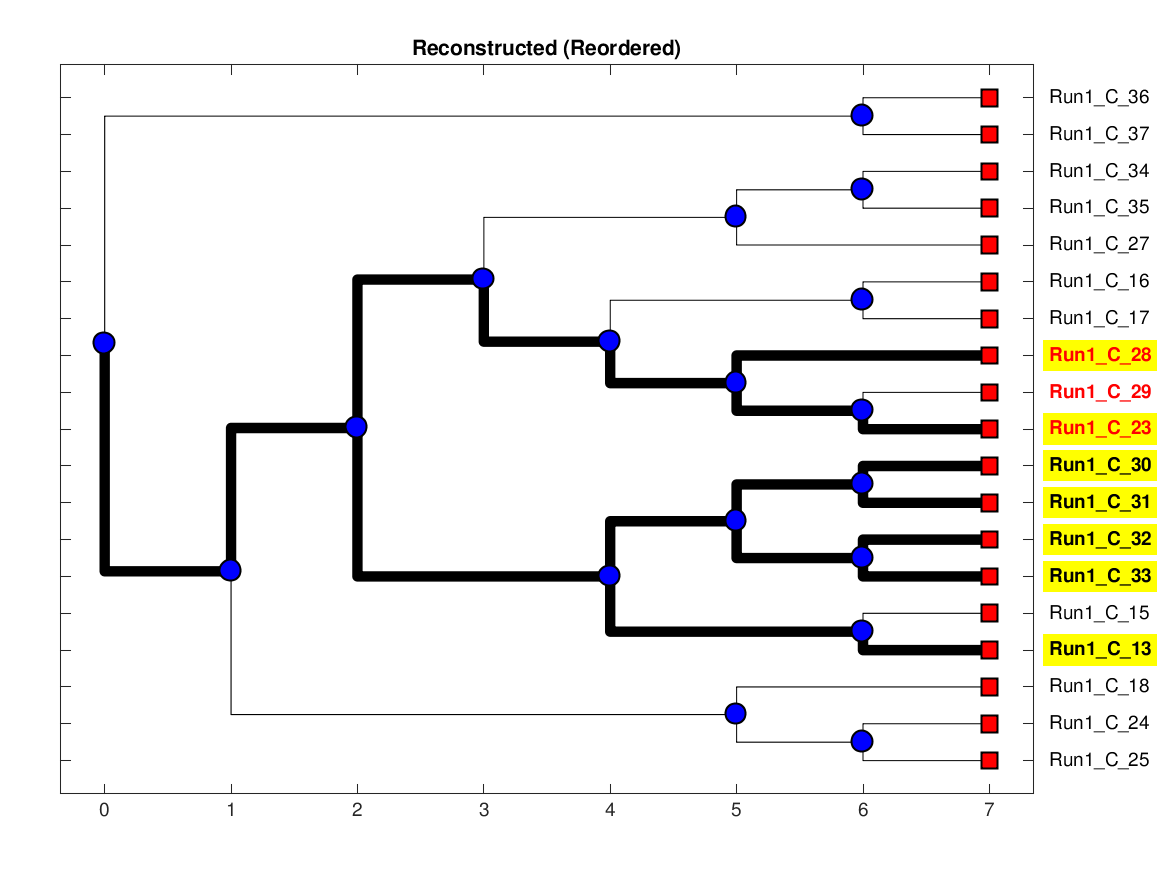 Reconstructed (Reordered)
Run1_C_36
Run1_C_37
Run1_C_34
Run1_C_35
Run1_C_27
Run1_C_16
Run1_C_17
Run1_C_28
Run1_C_29
Run1_C_23
Run1_C_30
Run1_C_31
Run1_C_32
Run1_C_33
Run1_C_15
Run1_C_13
Run1_C_18
Run1_C_24
Run1_C_25
0 1 2 3 4 5 6 7